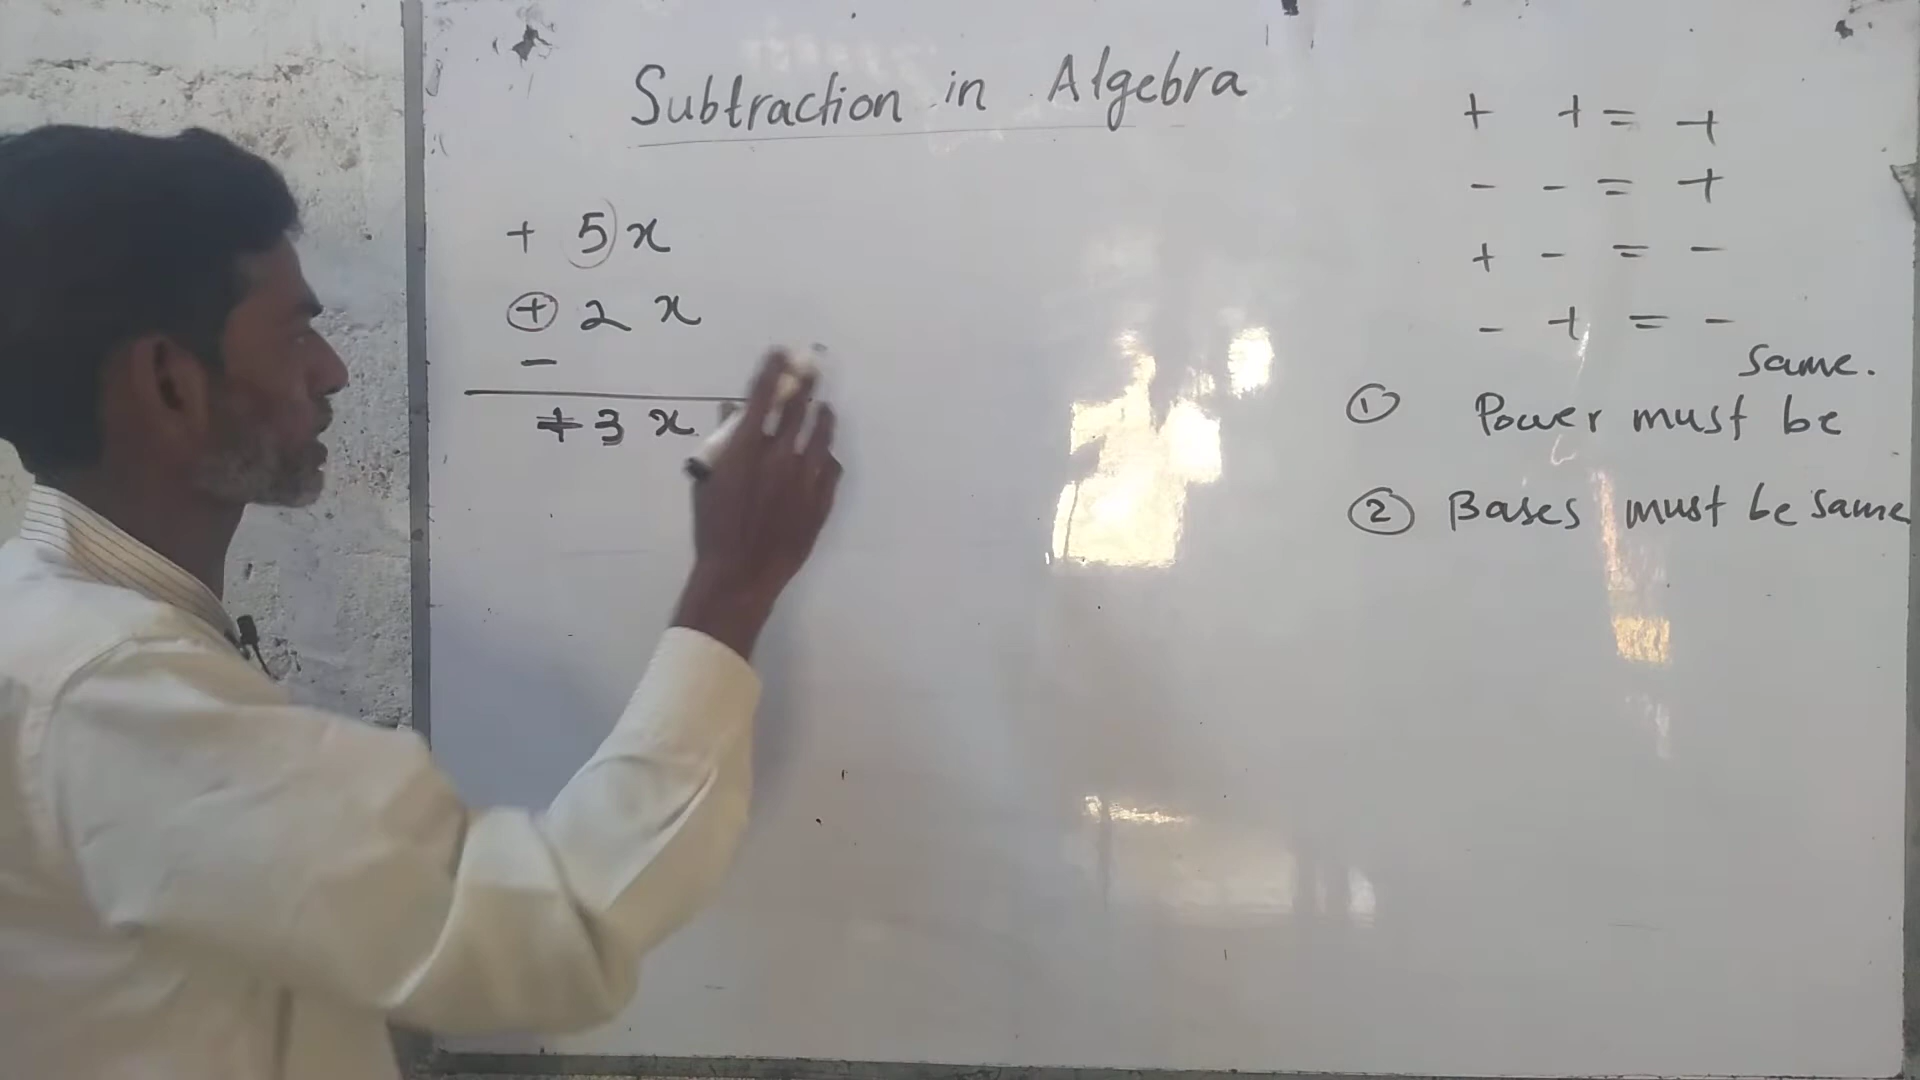 Subtraction in Algebra
+ 5x
+ 2x
-
+3x
+ + = +
- - = +
+ - = -
- + = -
same.
① Power must be
② Bases must be same